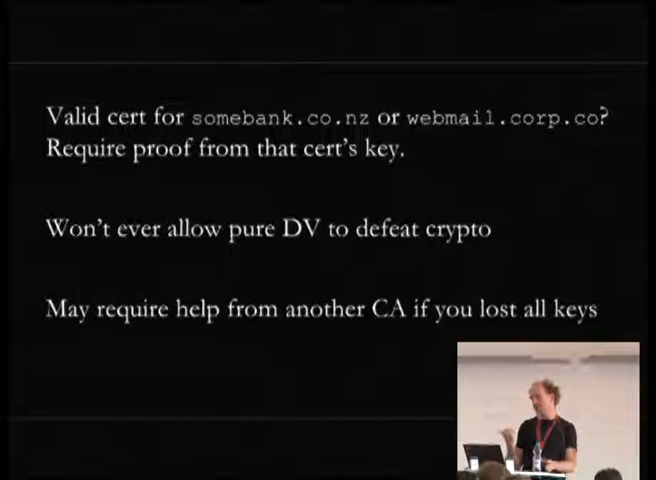 Valid cert for somebank.co.nz or webmail.corp.co?
Require proof from that cert's key.
Won't ever allow pure DV to defeat crypto
May require help from another CA if you lost all keys